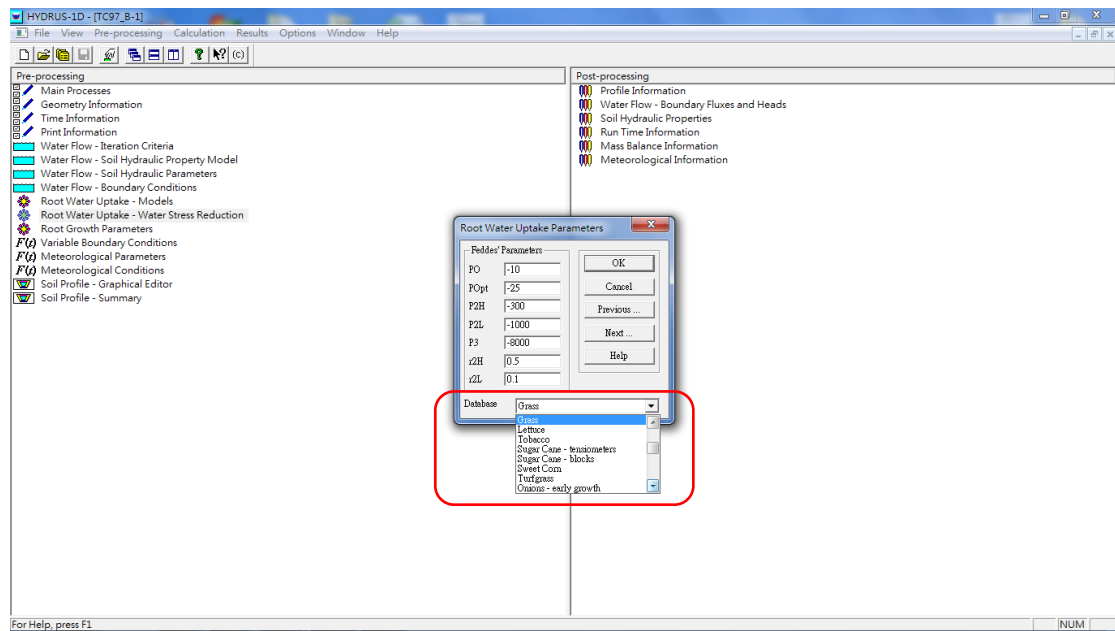 HYDRUS-1D - [TC97_B-1]
File View Pre-processing Calculation Results Options Window Help
Pre-processing
Main Processes
Geometry Information
Time Information
Print Information
Water Flow - Iteration Criteria
Water Flow - Soil Hydraulic Property Model
Water Flow - Soil Hydraulic Parameters
Water Flow - Boundary Conditions
Root Water Uptake - Models
Root Water Uptake - Water Stress Reduction
Root Growth Parameters
F(t) Variable Boundary Conditions
F(t) Meteorological Parameters
F(t) Meteorological Conditions
Soil Profile - Graphical Editor
Soil Profile - Summary
Post-processing
Profile Information
Water Flow - Boundary Fluxes and Heads
Soil Hydraulic Properties
Run Time Information
Mass Balance Information
Meteorological Information
Root Water Uptake Parameters
Feddes' Parameters
PO -10
POpt -25
P2H -300
P2L -1000
P3 -8000
r2H 0.5
r2L 0.1
OK
Cancel
Previous ...
Next ...
Help
Database Grass
Grass
Lettuce
Tobacco
Sugar Cane - tensiometers
Sugar Cane - blocks
Sweet Corn
Turfgrass
Onions - early growth
For Help, press F1
NUM